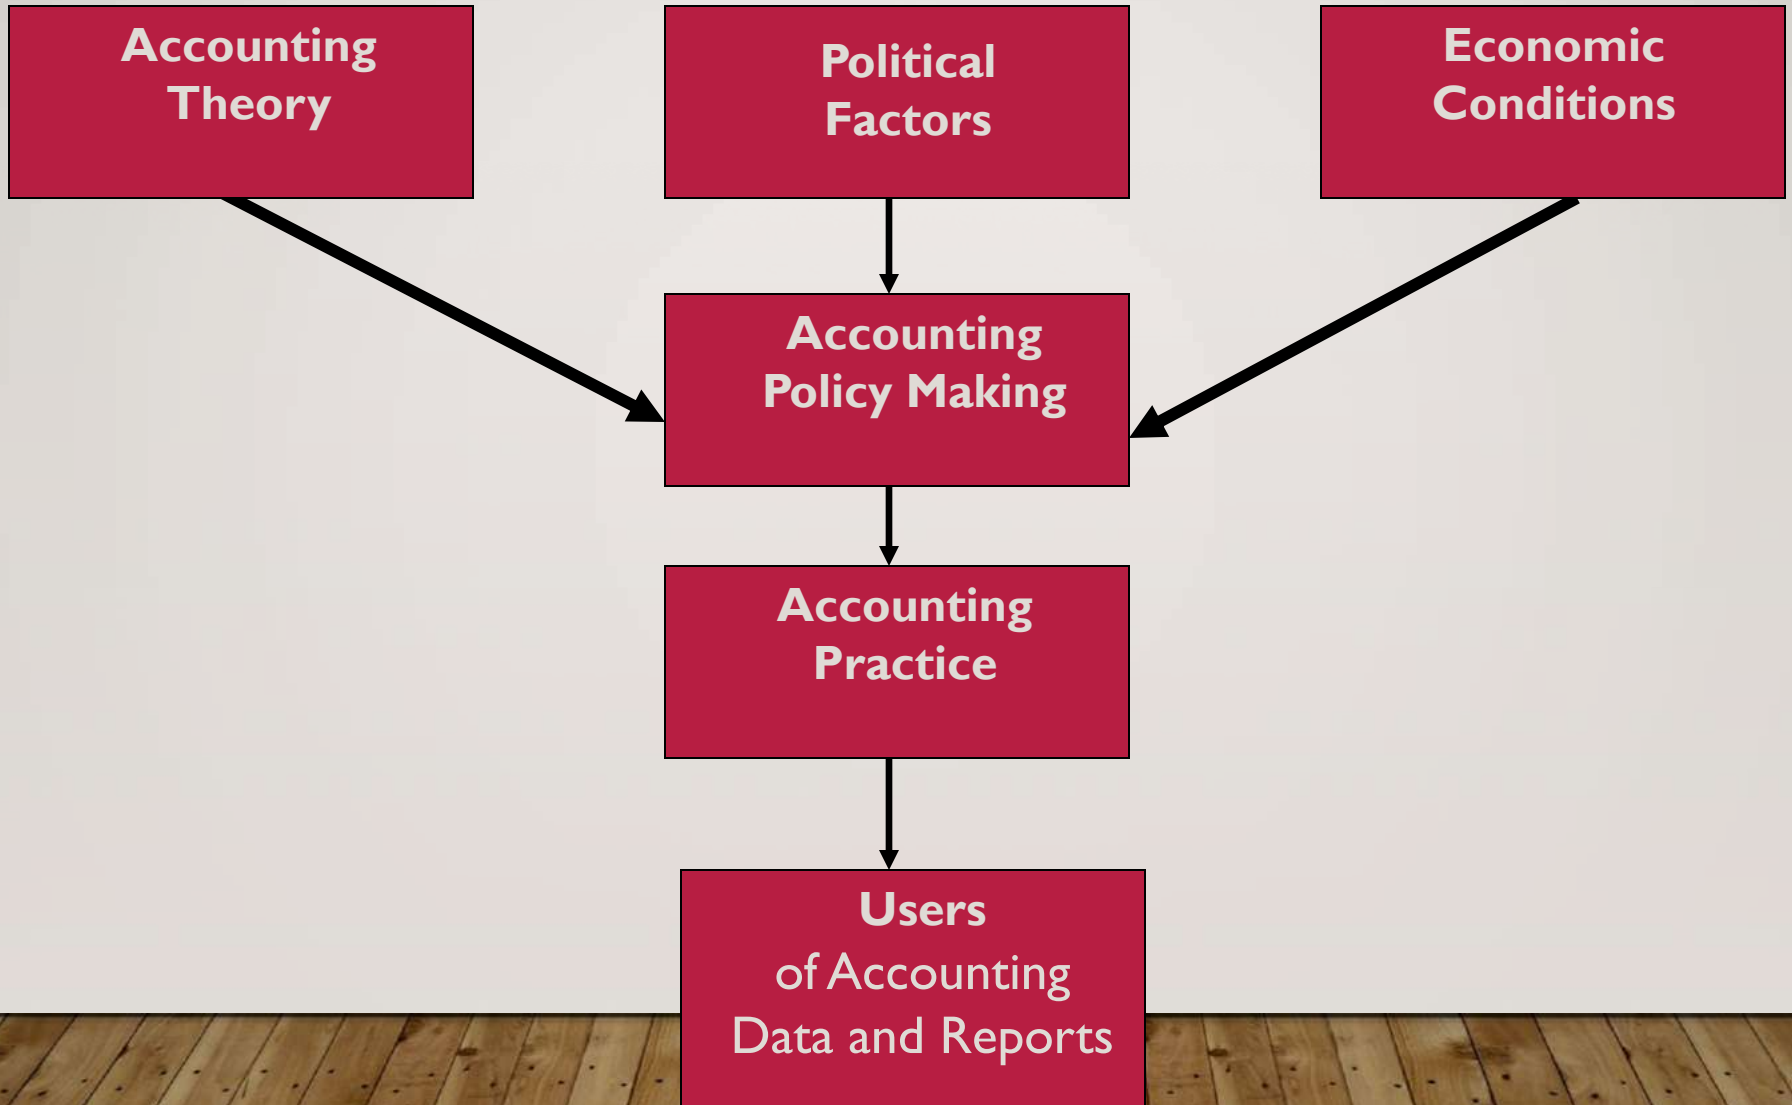 Accounting
Theory
Political
Factors
Economic
Conditions
Accounting
Policy Making
Accounting
Practice
Users
of Accounting
Data and Reports